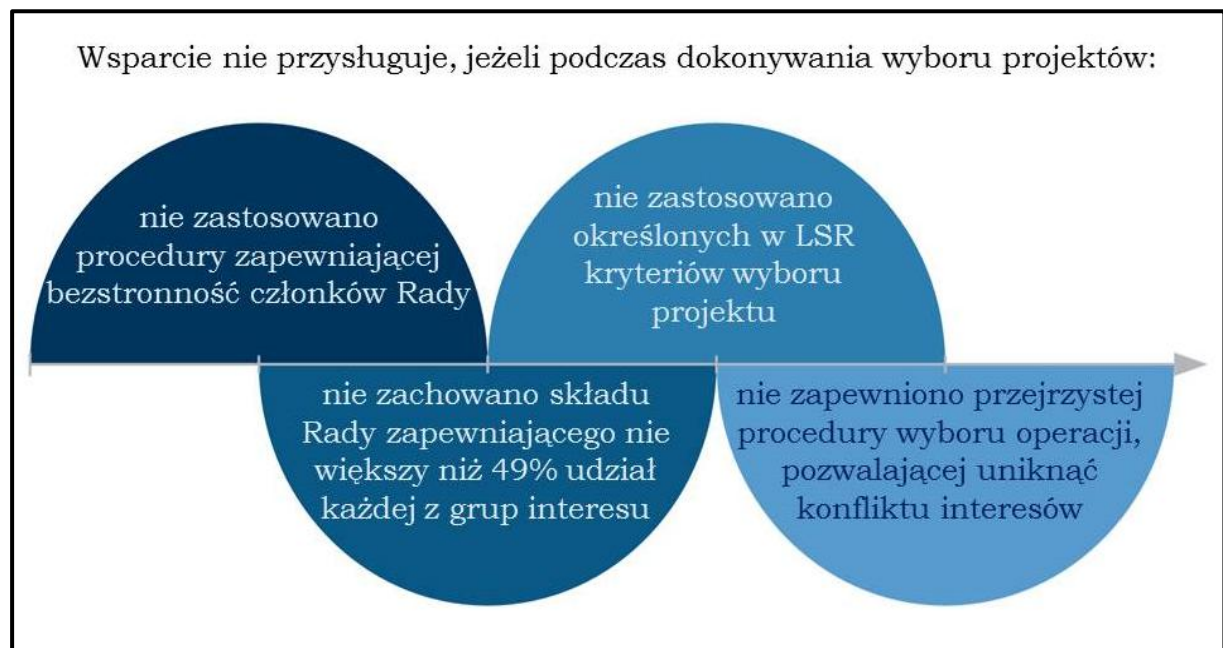 Wsparcie nie przysługuje, jeżeli podczas dokonywania wyboru projektów:
nie zastosowano
procedury zapewniającej
bezstronność członków Rady
nie zachowano składu
Rady zapewniającego nie
większy niż 49% udział
każdej z grup interesu
nie zastosowano
określonych w LSR
kryteriów wyboru
projektu
nie zapewniono przejrzystej
procedury wyboru operacji,
pozwalającej uniknąć
konfliktu interesów